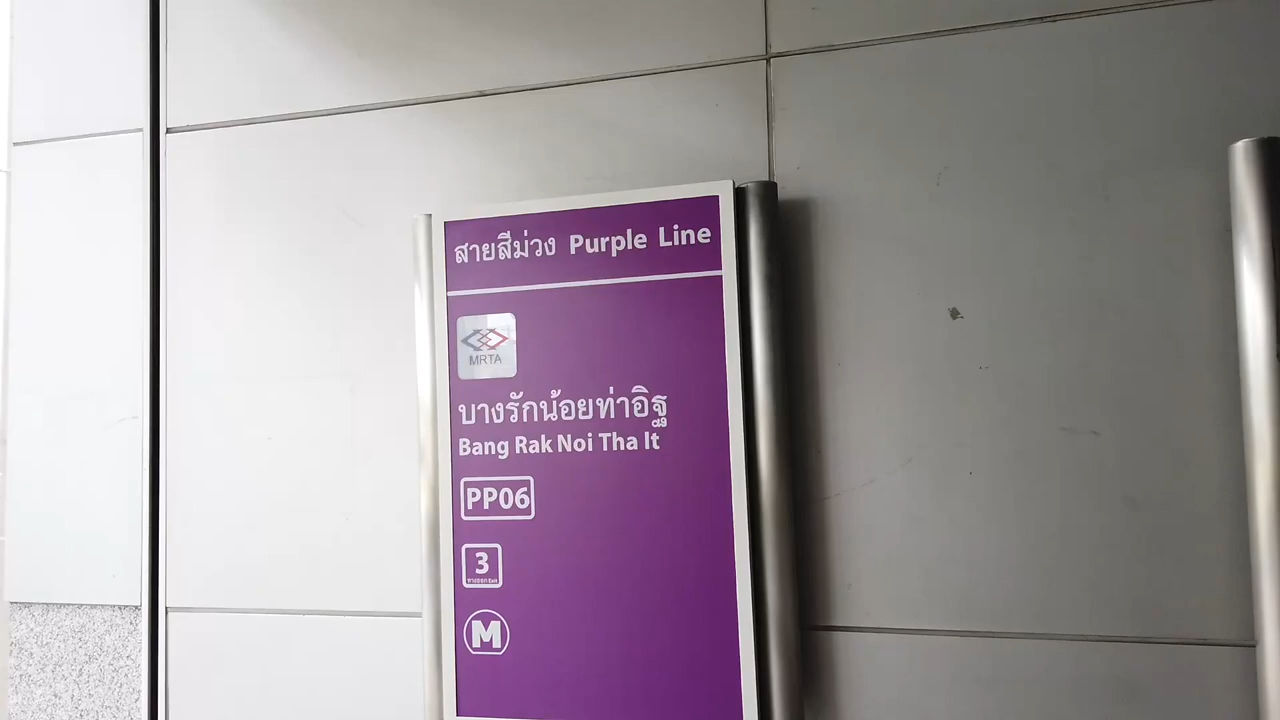 สายสีม่วง Purple Line
MRTA
บางรักน้อยท่าอิฐ
Bang Rak Noi Tha It
PP06
3
ทางออก Exit
M